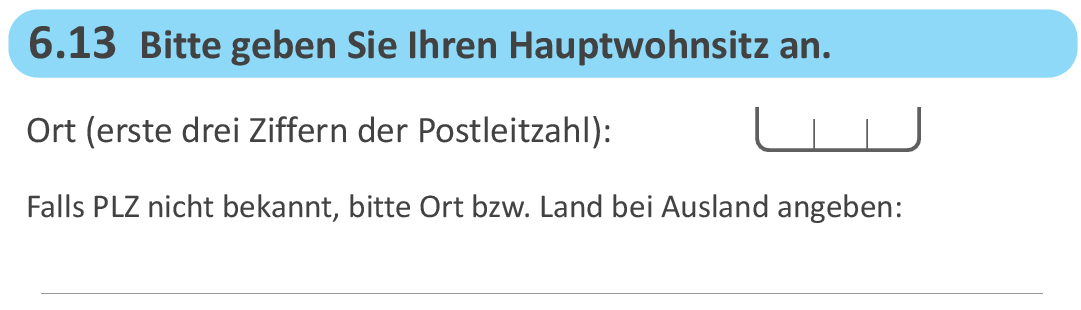 6.13 Bitte geben Sie Ihren Hauptwohnsitz an.
Ort (erste drei Ziffern der Postleitzahl):
Falls PLZ nicht bekannt, bitte Ort bzw. Land bei Ausland angeben: